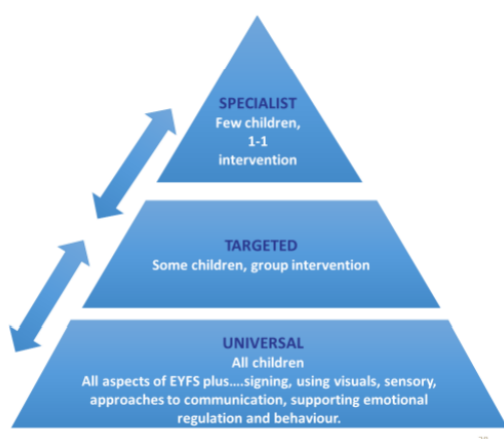 SPECIALIST
Few children,
1-1
intervention
TARGETED
Some children, group intervention
UNIVERSAL
All children
All aspects of EYFS plus....signing, using visuals, sensory,
approaches to communication, supporting emotional
regulation and behaviour.